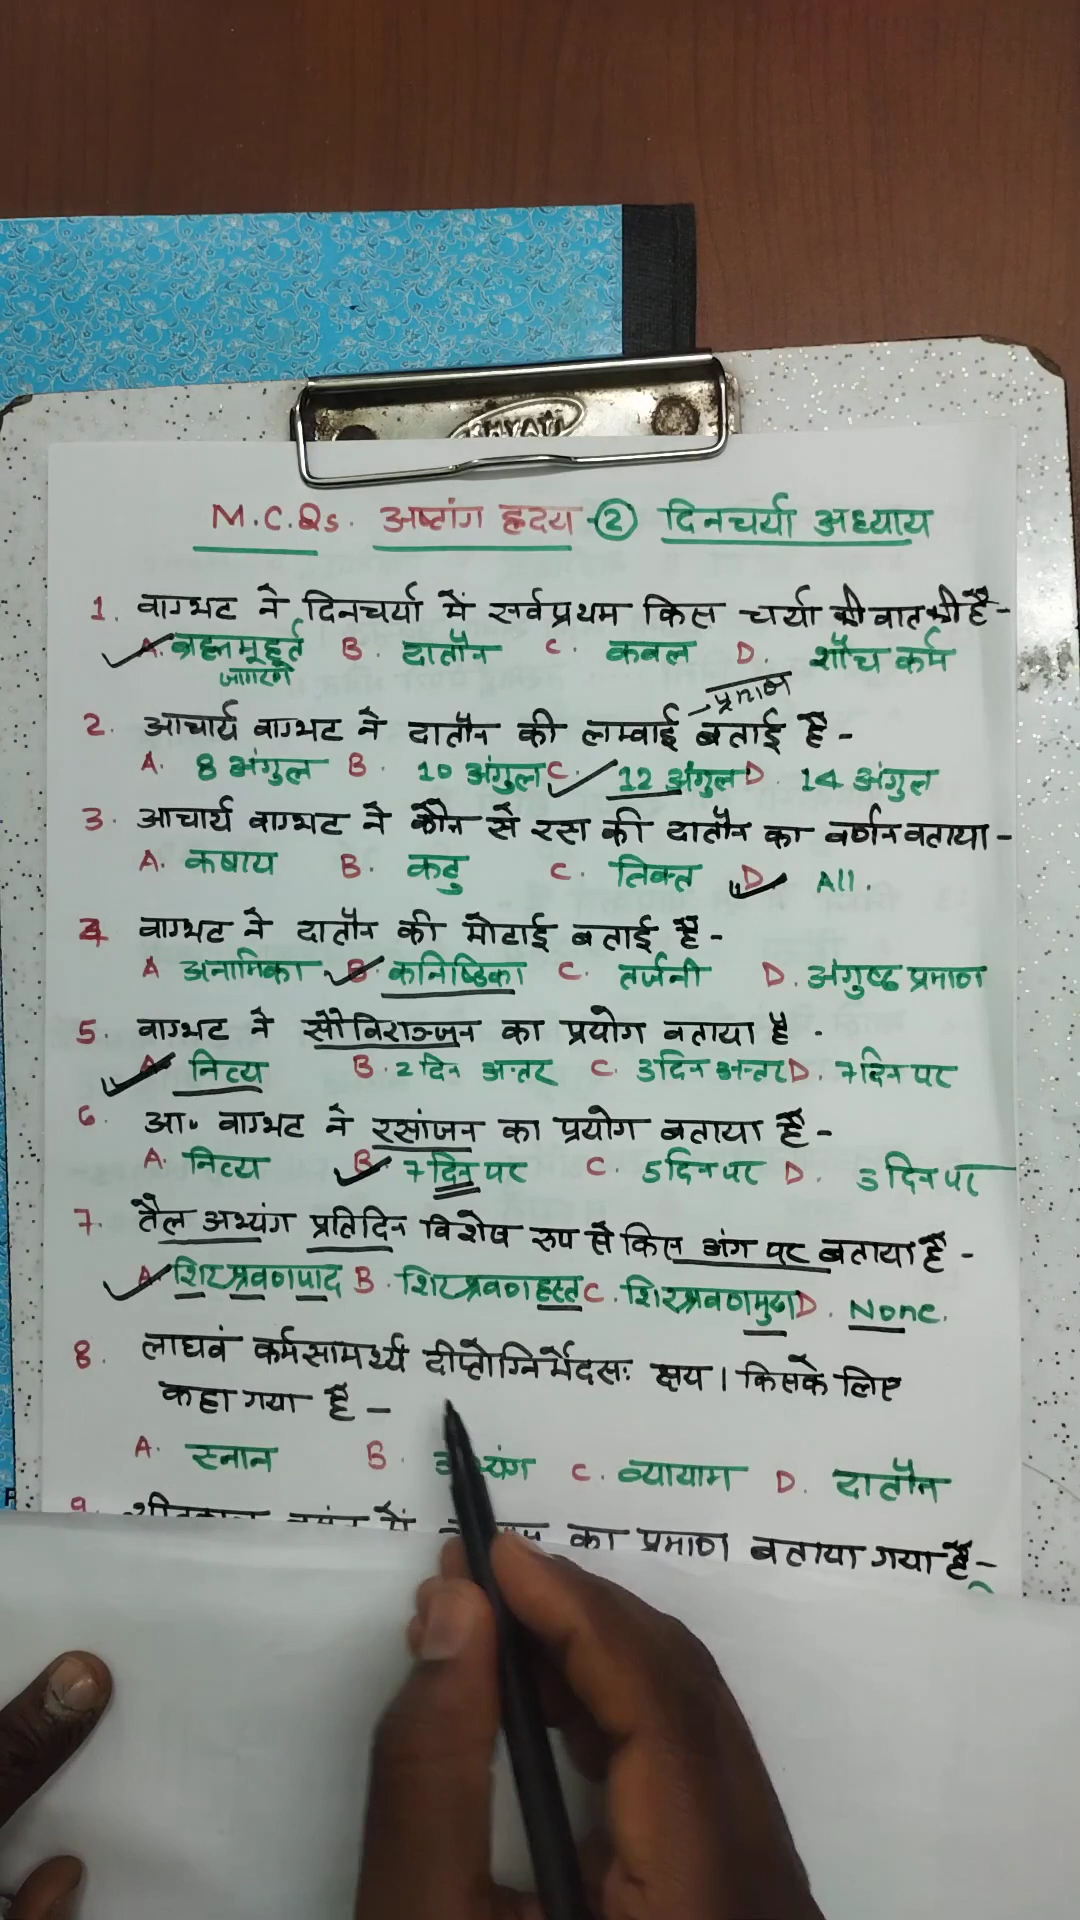 M.C.Qs. अष्टांग हृदय -② दिनचर्या अध्याय
1. वाग्भट ने दिनचर्या में सर्वप्रथम किस चर्या की बात की है-
A. ब्रह्ममुहूर्त B. दातौन C. कवल D. शौच कर्म
जागरण
→ प्रमाण
2. आचार्य वाग्भट ने दातौन की लम्बाई बताई है -
A. 8 अंगुल B. 10 अंगुल C. 12 अंगुल D. 14 अंगुल
3. आचार्य वाग्भट ने कौन से रस की दातौन का वर्णन बताया -
A. कषाय B. कटु C. तिक्त D. All.
4 वाग्भट ने दातौन की मोटाई बताई है -
A अनामिका B. कनिष्ठिका C. तर्जनी D. अंगुष्ठ प्रमाण
5. वाग्भट ने सौविराञ्जन का प्रयोग बताया है -
A. नित्य B. 2 दिन अन्तर C. 3 दिन अन्तर D. 7 दिन पर
6. आ॰ वाग्भट ने रसांजन का प्रयोग बताया है -
A. नित्य B. 7 दिन पर C. 5 दिन पर D. 3 दिन पर
7. तैल अभ्यंग प्रतिदिन विशेष रुप से किस अंग पर बताया है -
A. शिरश्रवणपाद B. शिरश्रवणहस्त C. शिरश्रवणमुख D. None.
8. लाघवं कर्मसामर्थ्य दीप्तोग्निर्मेदसः क्षय । किसके लिए
कहा गया है -
A. स्नान B. C. व्यायाम D. दातौन
9. का प्रमाण बताया गया है -